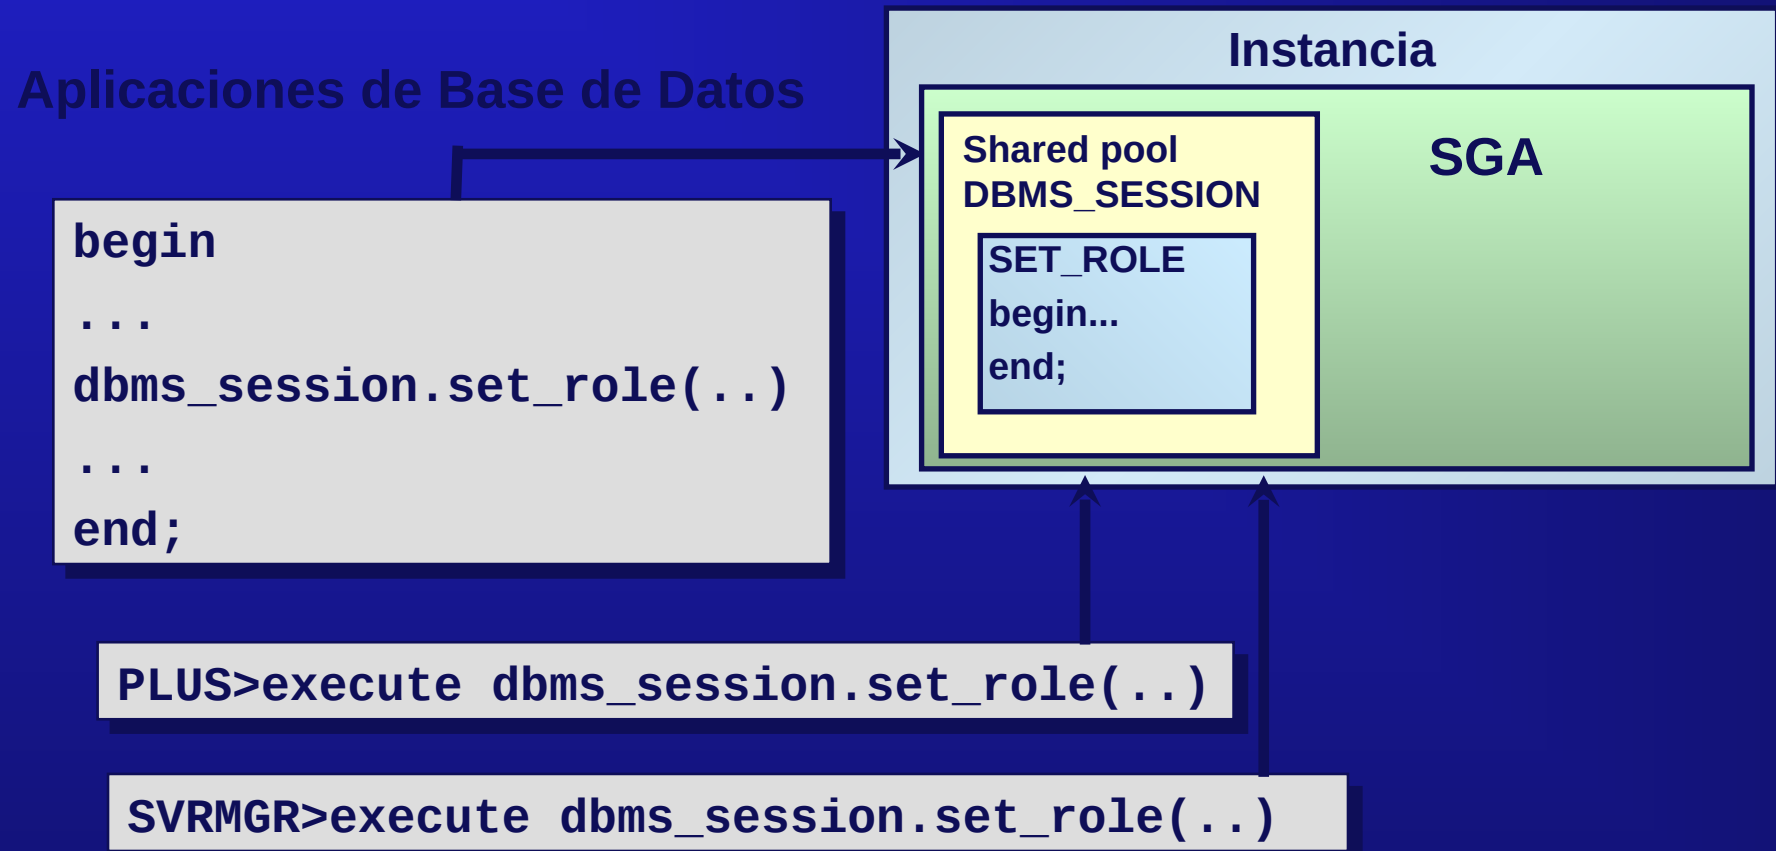 Aplicaciones de Base de Datos
begin
...
dbms_session.set_role(..)
...
end;
Instancia
SGA
Shared pool
DBMS_SESSION
SET_ROLE
begin...
end;
PLUS>execute dbms_session.set_role(..)
SVRMGR>execute dbms_session.set_role(..)